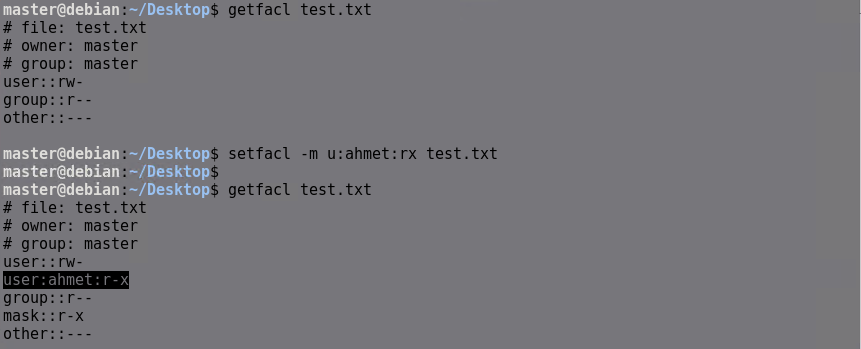 master@debian:~/Desktop$ getfacl test.txt
# file: test.txt
# owner: master
# group: master
user::rw-
group::r--
other::---
master@debian:~/Desktop$ setfacl -m u:ahmet:rx test.txt
master@debian:~/Desktop$
master@debian:~/Desktop$ getfacl test.txt
# file: test.txt
# owner: master
# group: master
user::rw-
user:ahmet:r-x
group::r--
mask::r-x
other::---